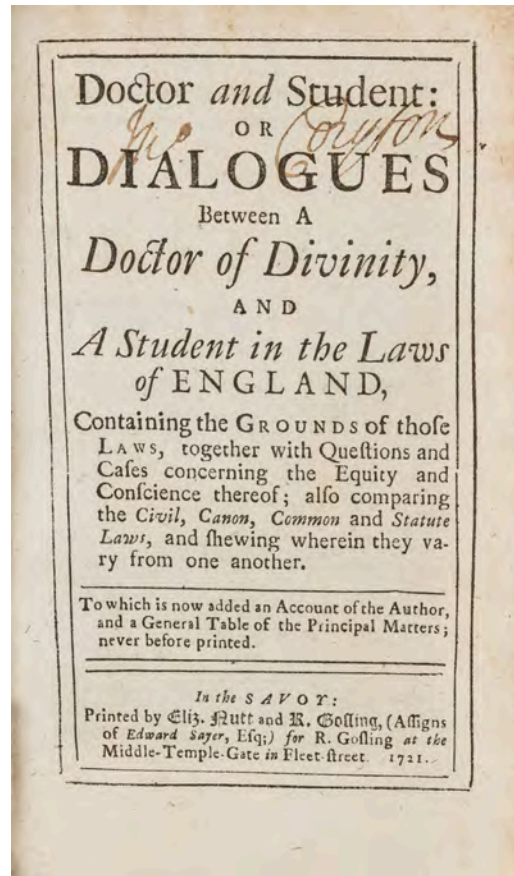 Doctor and Student:
OR
Jno Coryton
DIALOGUES
Between A
Doctor of Divinity,
AND
A Student in the Laws
of ENGLAND,
Containing the GROUNDS of thoſe
LAWS, together with Queſtions and
Caſes concerning the Equity and
Conſcience thereof; alſo comparing
the Civil, Canon, Common and Statute
Laws, and ſhewing wherein they va-
ry from one another.
To which is now added an Account of the Author,
and a General Table of the Principal Matters;
never before printed.
In the SAVOY:
Printed by Eliz. Nutt and R. Goſling, (Aſſigns
of Edward Sayer, Eſq;) for R. Goſling at the
Middle-Temple-Gate in Fleet-ſtreet. 1721.